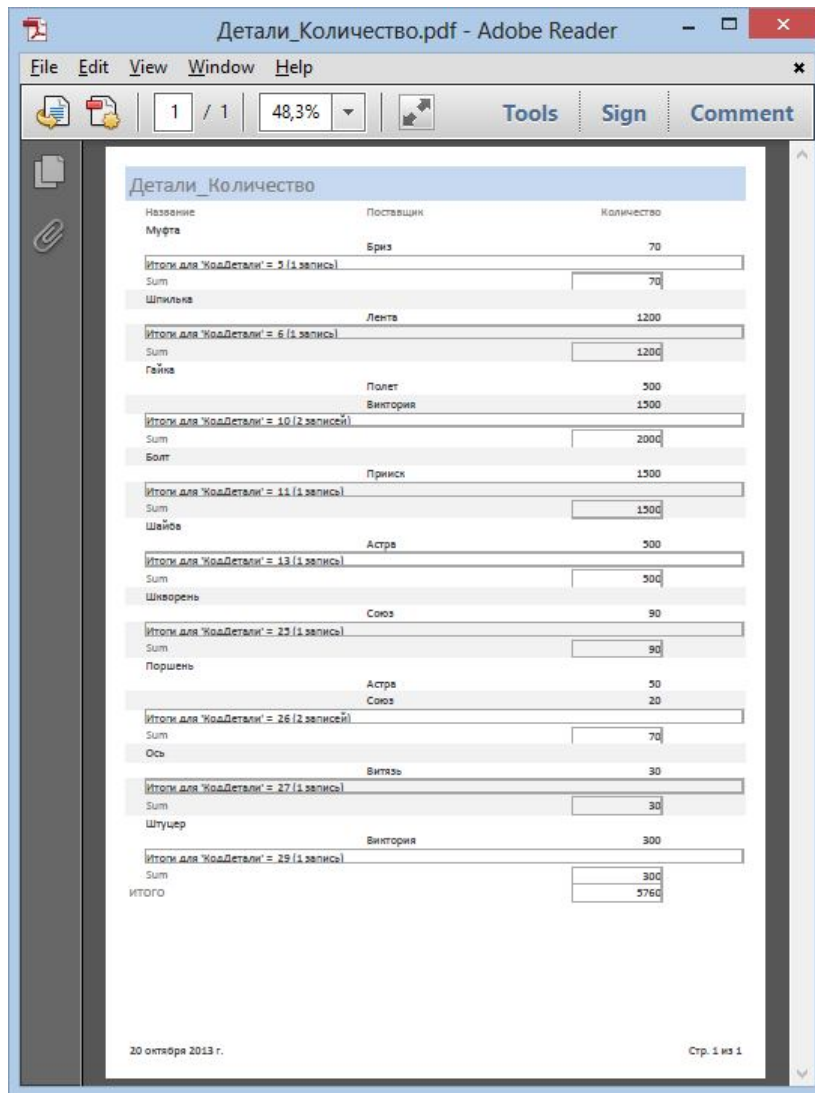 Детали_Количество.pdf - Adobe Reader
File Edit View Window Help
1 / 1 48,3% Tools Sign Comment
Детали_Количество
Название Поставщик Количество
Муфта
Бриз 70
Итоги для 'КодДетали' = 5 (1 запись)
Sum 70
Шпилька
Лента 1200
Итоги для 'КодДетали' = 6 (1 запись)
Sum 1200
Гайка
Полет 500
Виктория 1500
Итоги для 'КодДетали' = 10 (2 записей)
Sum 2000
Болт
Прииск 1500
Итоги для 'КодДетали' = 11 (1 запись)
Sum 1500
Шайба
Астра 500
Итоги для 'КодДетали' = 13 (1 запись)
Sum 500
Шкворень
Союз 90
Итоги для 'КодДетали' = 25 (1 запись)
Sum 90
Поршень
Астра 50
Союз 20
Итоги для 'КодДетали' = 26 (2 записей)
Sum 70
Ось
Витязь 30
Итоги для 'КодДетали' = 27 (1 запись)
Sum 30
Штуцер
Виктория 300
Итоги для 'КодДетали' = 29 (1 запись)
Sum 300
ИТОГО 5760
20 октября 2013 г. Стр. 1 из 1